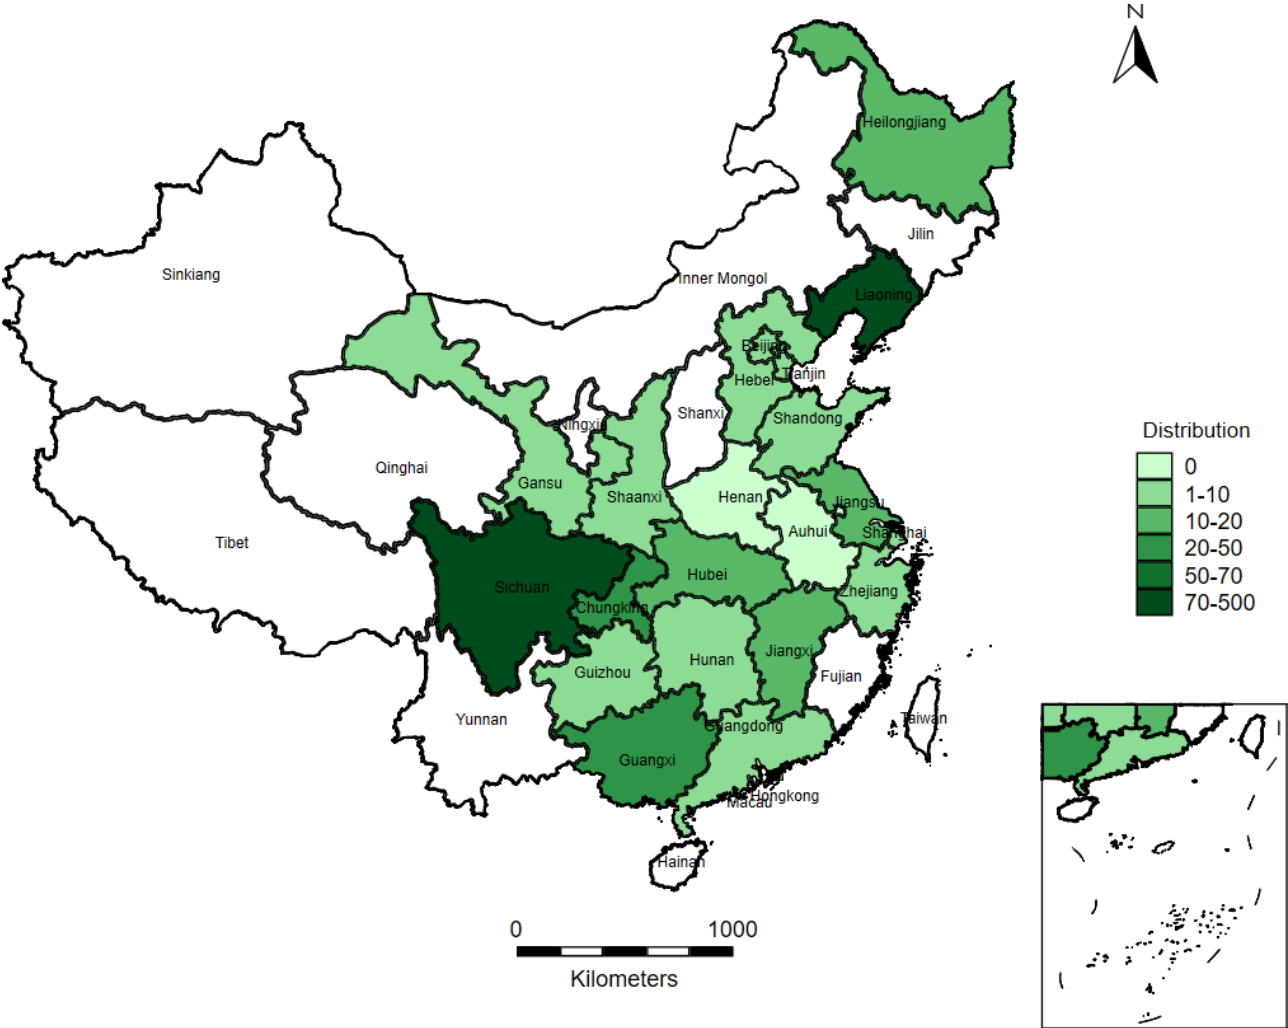 N
Heilongjiang
Jilin
Sinkiang
Inner Mongol
Liaoning
Beijing
Tianjin
Hebei
Shanxi
Shandong
Ningxia
Qinghai
Gansu
Shaanxi
Henan
Jiangsu
Auhui
Shanghai
Tibet
Sichuan
Hubei
Zhejiang
Chungking
Jiangxi
Hunan
Guizhou
Fujian
Yunnan
Guangdong
Taiwan
Guangxi
Hongkong
Macau
Hainan
Distribution
0
1-10
10-20
20-50
50-70
70-500
0 1000
Kilometers